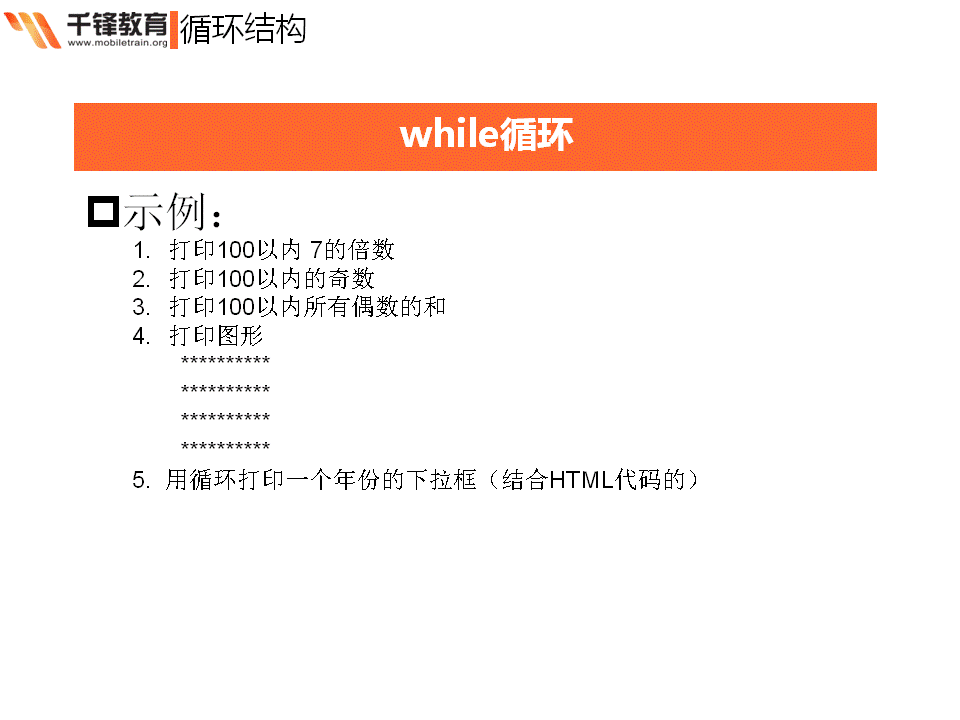 千锋教育 循环结构
www.mobiletrain.org
while循环
示例：
1. 打印100以内 7的倍数
2. 打印100以内的奇数
3. 打印100以内所有偶数的和
4. 打印图形
**********
**********
**********
**********
5. 用循环打印一个年份的下拉框（结合HTML代码的）